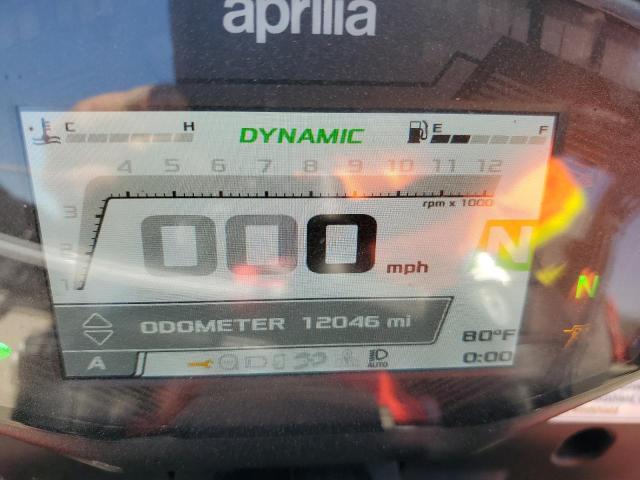 aprilia
C H DYNAMIC E F
4 5 6 7 8 9 10 11 12
3
rpm x 1000
000 mph N
2
1
N
ODOMETER 12046 mi
80°F
A AUTO 0:00